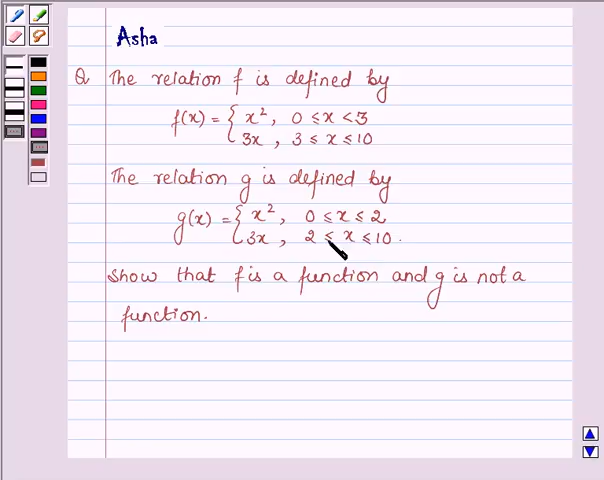 Asha
Q The relation f is defined by
f(x) = { x², 0 ≤ x < 3
3x, 3 ≤ x ≤ 10
The relation g is defined by
g(x) = { x², 0 ≤ x ≤ 2
3x, 2 ≤ x ≤ 10.
Show that f is a function and g is not a
function.